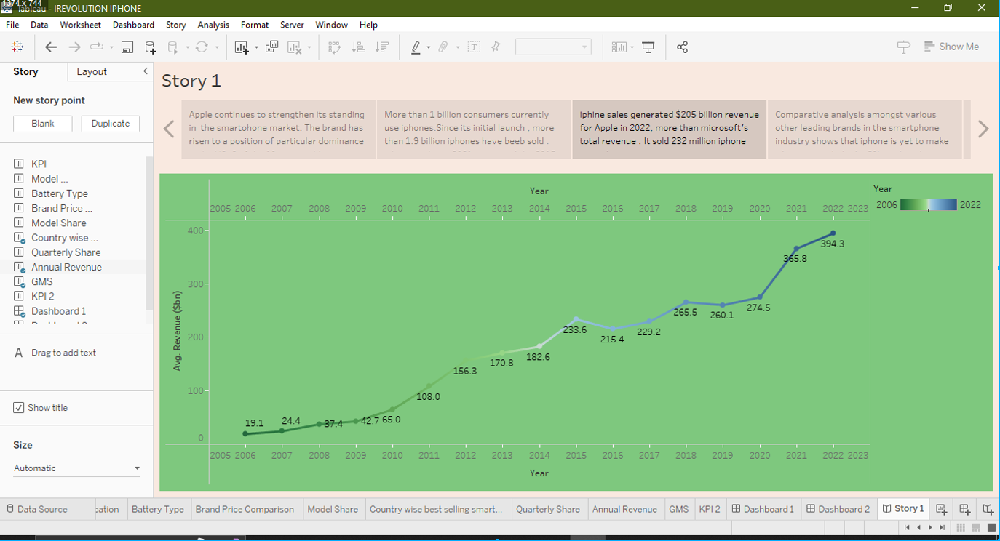 1374 x 744
Tableau - IREVOLUTION IPHONE
File Data Worksheet Dashboard Story Analysis Format Server Window Help
Show Me
Story Layout
New story point
Blank Duplicate
KPI
Model ...
Battery Type
Brand Price ...
Model Share
Country wise ...
Quarterly Share
Annual Revenue
GMS
KPI 2
Dashboard 1
Drag to add text
Show title
Size
Automatic
Story 1
Apple continues to strengthen its standing
in the smartohone market. The brand has
risen to a position of particular dominance
More than 1 billion consumers currently
use iphones.Since its initial launch , more
than 1.9 billion iphones have beeb sold .
iphine sales generated $205 billion revenue
for Apple in 2022, more than microsoft's
total revenue . It sold 232 million iphone
Comparative analysis amongst various
other leading brands in the smartphone
industry shows that iphone is yet to make
Year
2005 2006 2007 2008 2009 2010 2011 2012 2013 2014 2015 2016 2017 2018 2019 2020 2021 2022 2023
Avg. Revenue ($bn)
400
300
200
100
0
19.1 24.4 37.4 42.7 65.0 108.0 156.3 170.8 182.6 233.6 215.4 229.2 265.5 260.1 274.5 365.8 394.3
2005 2006 2007 2008 2009 2010 2011 2012 2013 2014 2015 2016 2017 2018 2019 2020 2021 2022 2023
Year
Year
2006 2022
Data Source cation Battery Type Brand Price Comparison Model Share Country wise best selling smart... Quarterly Share Annual Revenue GMS KPI 2 Dashboard 1 Dashboard 2 Story 1